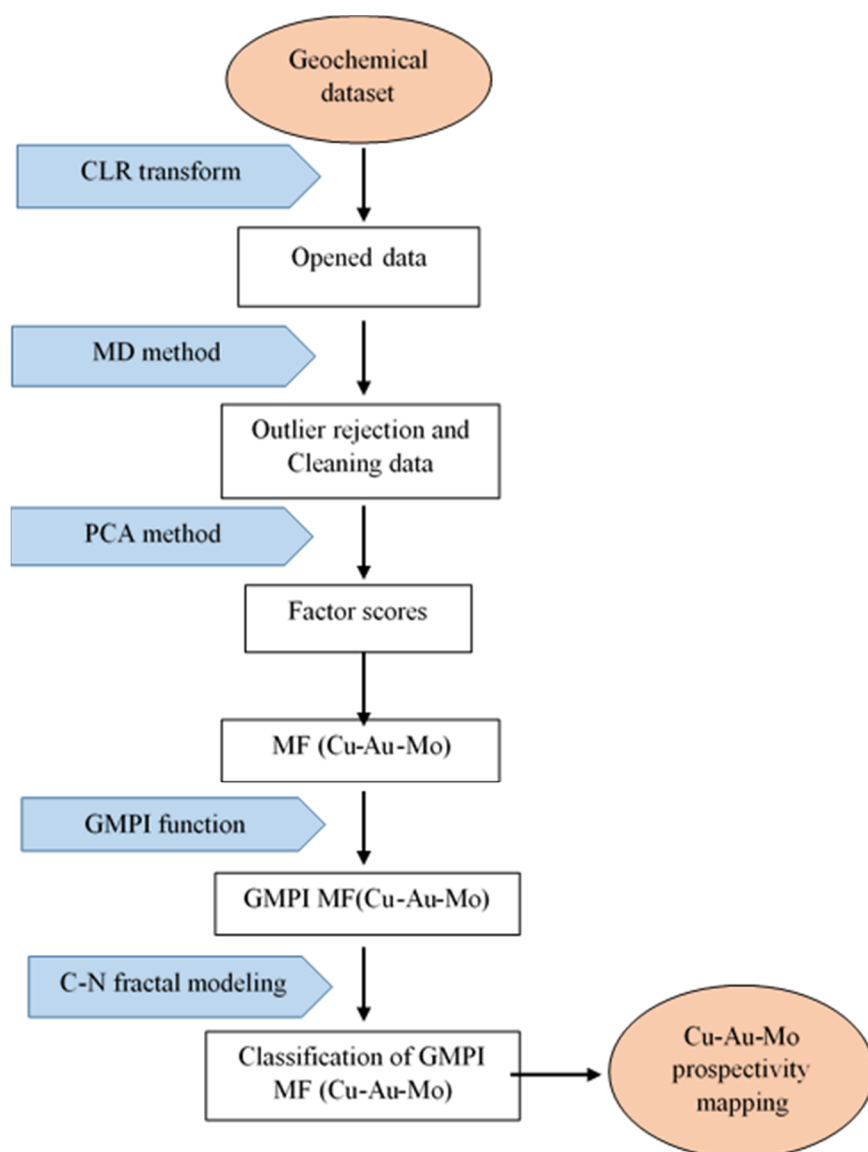 Geochemical
dataset
CLR transform
Opened data
MD method
Outlier rejection and
Cleaning data
PCA method
Factor scores
MF (Cu-Au-Mo)
GMPI function
GMPI MF(Cu-Au-Mo)
C-N fractal modeling
Classification of GMPI
MF (Cu-Au-Mo)
Cu-Au-Mo
prospectivity
mapping